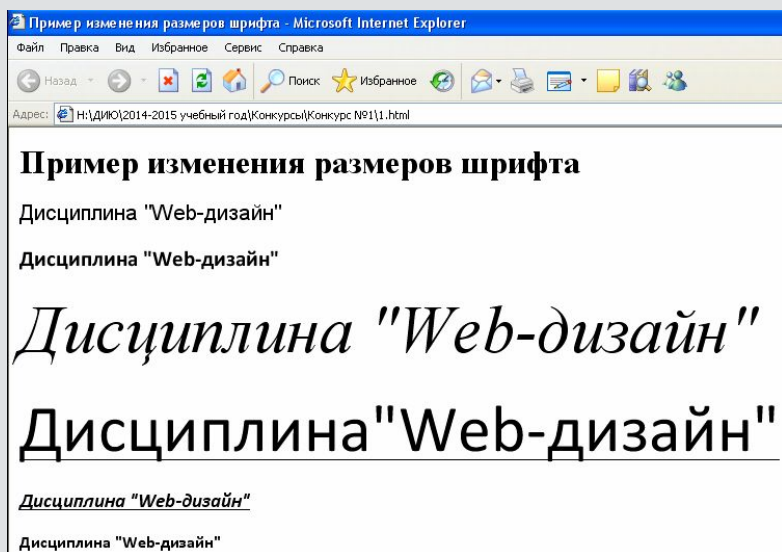 Пример изменения размеров шрифта - Microsoft Internet Explorer
Файл Правка Вид Избранное Сервис Справка
Назад Поиск Избранное
Адрес: H:\ДИЮ\2014-2015 учебный год\Конкурсы\Конкурс №1\1.html
Пример изменения размеров шрифта
Дисциплина "Web-дизайн"
Дисциплина "Web-дизайн"
Дисциплина "Web-дизайн"
Дисциплина"Web-дизайн"
Дисциплина "Web-дизайн"
Дисциплина "Web-дизайн"